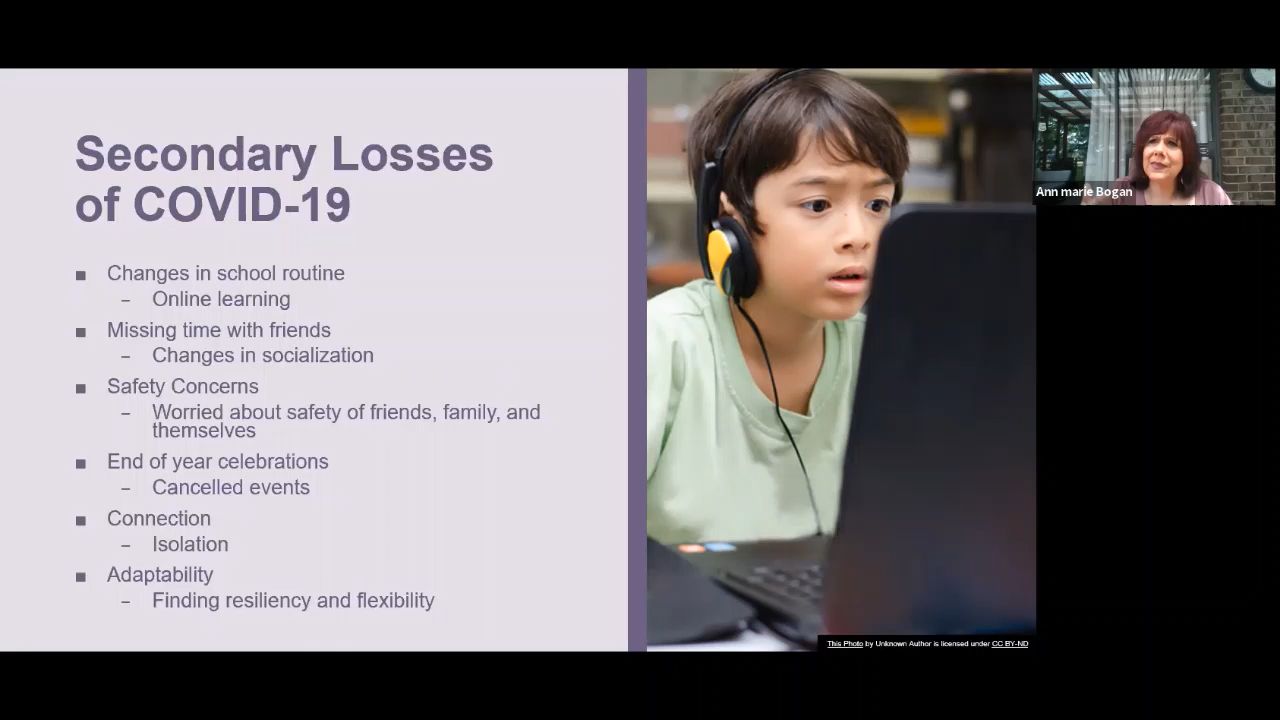 Secondary Losses
of COVID-19
■ Changes in school routine
– Online learning
■ Missing time with friends
– Changes in socialization
■ Safety Concerns
– Worried about safety of friends, family, and
themselves
■ End of year celebrations
– Cancelled events
■ Connection
– Isolation
■ Adaptability
– Finding resiliency and flexibility
This Photo by Unknown Author is licensed under CC BY-ND
Ann marie Bogan